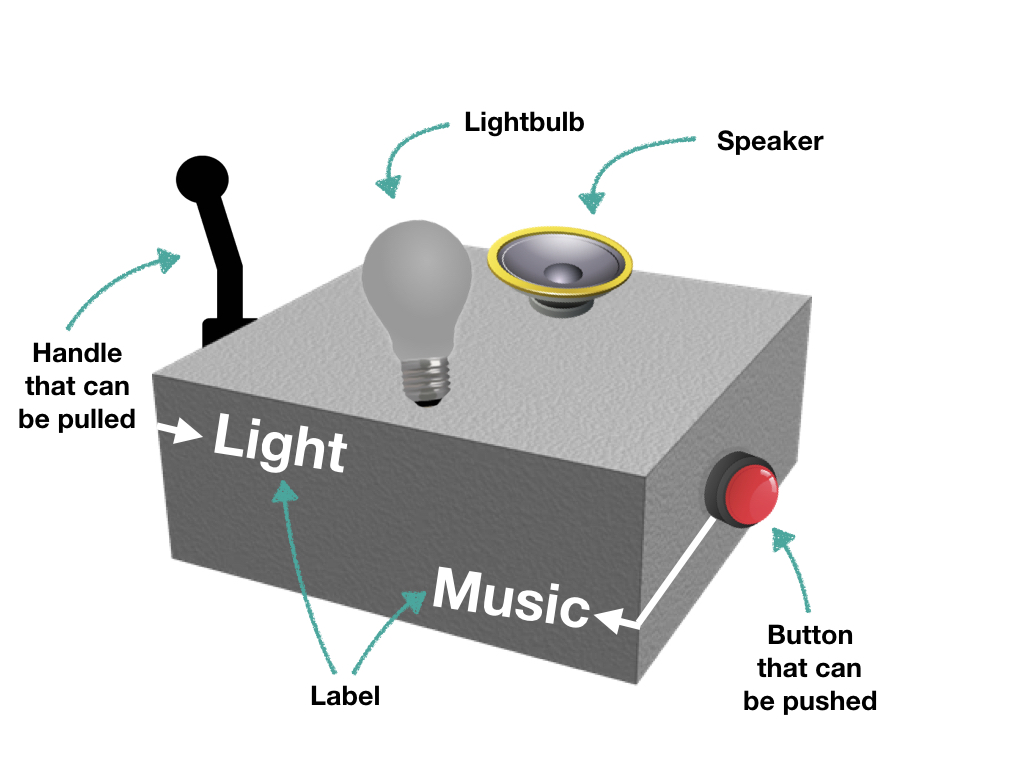 Lightbulb
Speaker
Handle
that can
be pulled
Light
Music
Label
Button
that can
be pushed